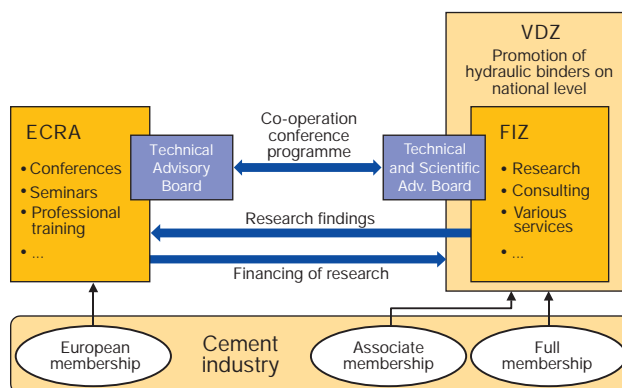 VDZ
Promotion of
hydraulic binders on
national level
ECRA
• Conferences
• Seminars
• Professional
training
• ...
Technical
Advisory
Board
Co-operation
conference
programme
Technical
and Scientific
Adv. Board
FIZ
• Research
• Consulting
• Various
services
• ...
Research findings
Financing of research
European
membership
Cement
industry
Associate
membership
Full
membership